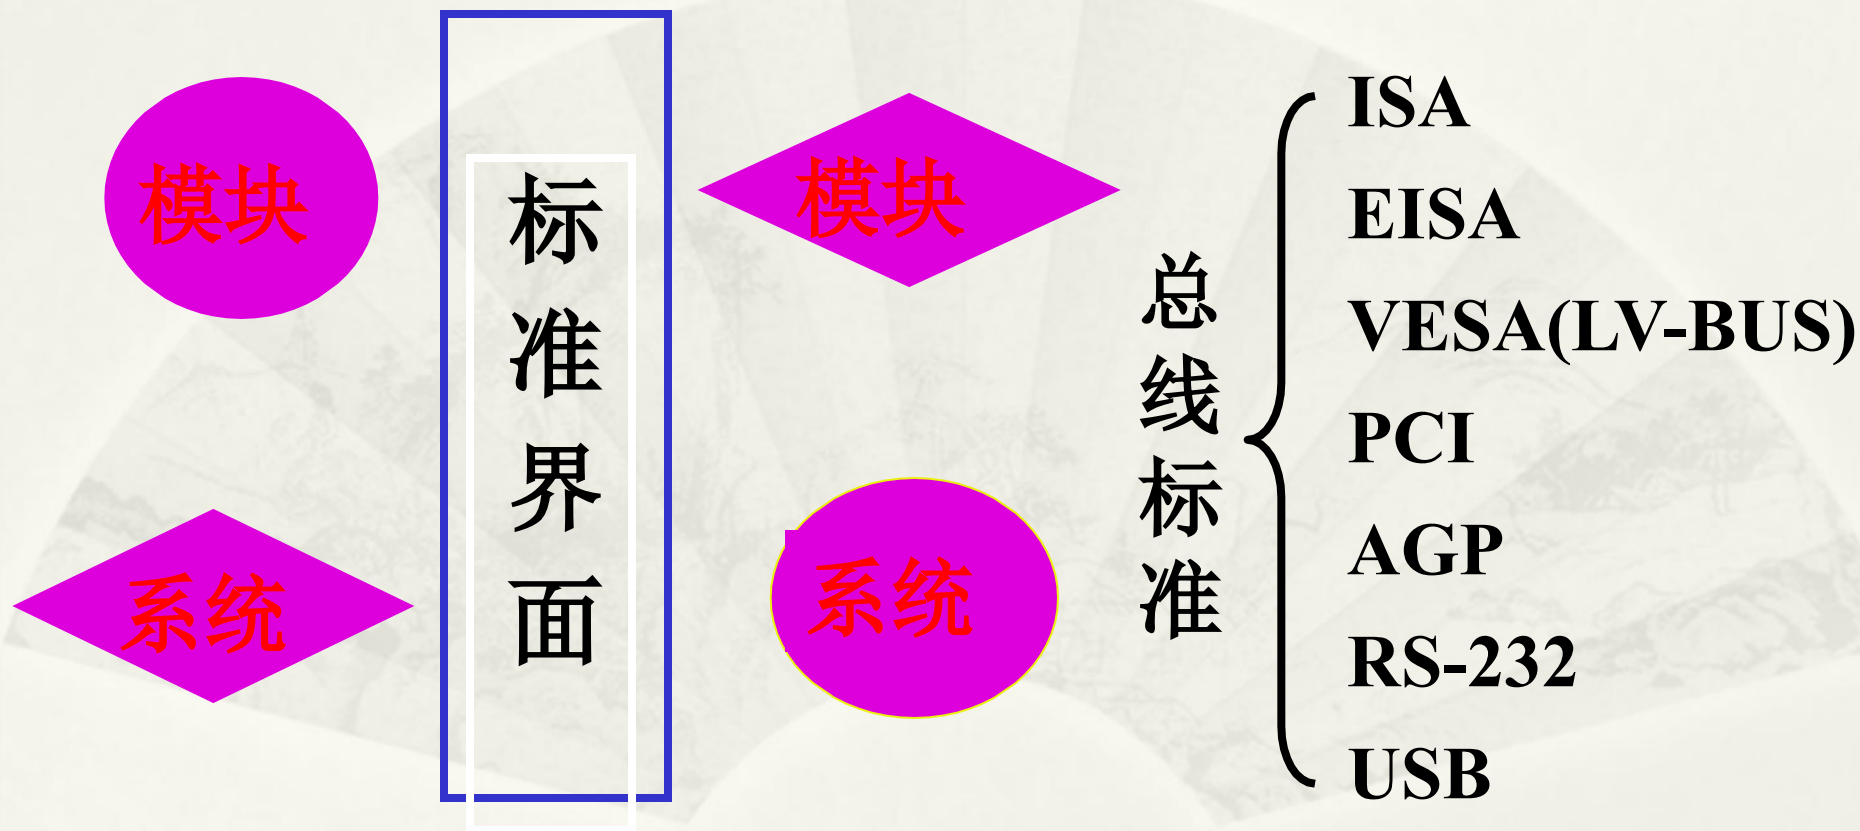 模块
系统
标准界面
模块
系统
总线标准
ISA
EISA
VESA(LV-BUS)
PCI
AGP
RS-232
USB